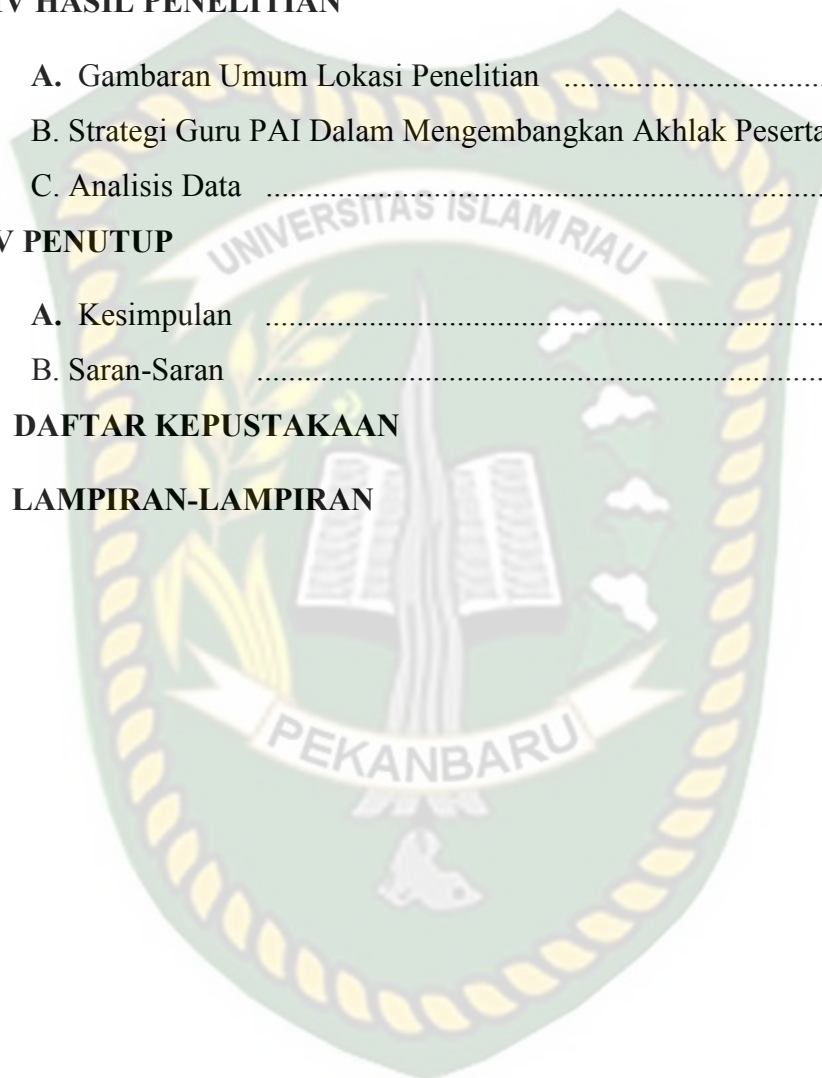 IV HASIL PENELITIAN
A. Gambaran Umum Lokasi Penelitian ................................
B. Strategi Guru PAI Dalam Mengembangkan Akhlak Peserta
C. Analisis Data ......................................................................
V PENUTUP
A. Kesimpulan ......................................................................
B. Saran-Saran .......................................................................
DAFTAR KEPUSTAKAAN
LAMPIRAN-LAMPIRAN
UNIVERSITAS ISLAM RIAU
PEKANBARU